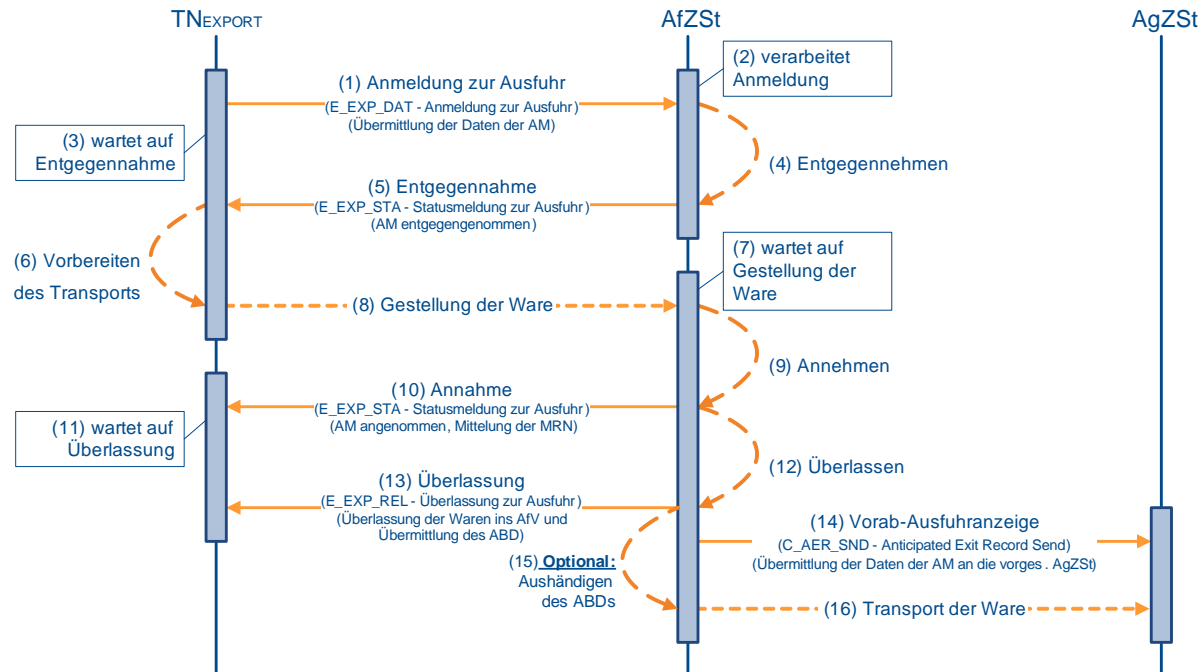 TNEXPORT
AfZSt
AgZSt
(1) Anmeldung zur Ausfuhr
(E_EXP_DAT - Anmeldung zur Ausfuhr)
(Übermittlung der Daten der AM)
(2) verarbeitet
Anmeldung
(3) wartet auf
Entgegennahme
(4) Entgegennehmen
(5) Entgegennahme
(E_EXP_STA - Statusmeldung zur Ausfuhr)
(AM entgegengenommen)
(6) Vorbereiten
des Transports
(7) wartet auf
Gestellung der
Ware
(8) Gestellung der Ware
(9) Annehmen
(10) Annahme
(E_EXP_STA - Statusmeldung zur Ausfuhr)
(AM angenommen, Mittelung der MRN)
(11) wartet auf
Überlassung
(12) Überlassen
(13) Überlassung
(E_EXP_REL - Überlassung zur Ausfuhr)
(Überlassung der Waren ins AfV und
Übermittlung des ABD)
(14) Vorab-Ausfuhranzeige
(C_AER_SND - Anticipated Exit Record Send)
(Übermittlung der Daten der AM an die vorges . AgZSt)
(15) Optional:
Aushändigen
des ABDs
(16) Transport der Ware